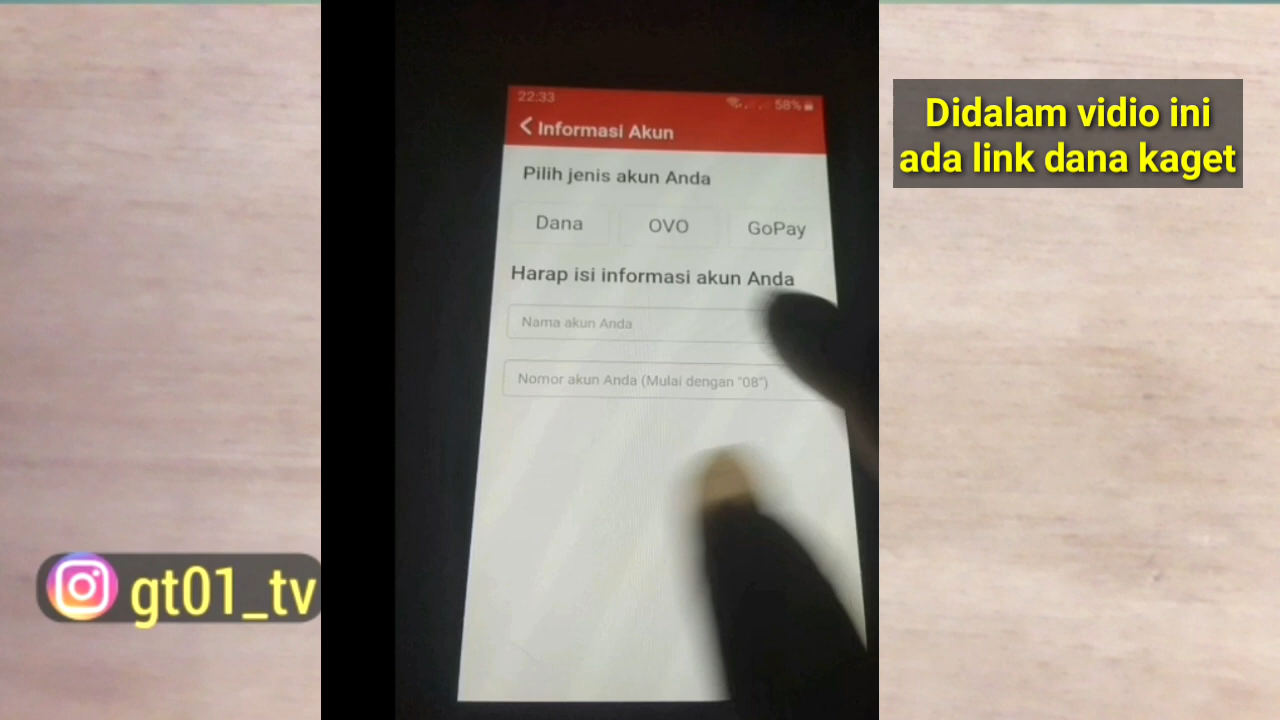 22:33
58%
Informasi Akun
Pilih jenis akun Anda
Dana
OVO
GoPay
Harap isi informasi akun Anda
Nama akun Anda
Nomor akun Anda (Mulai dengan "08")
Didalam vidio ini
ada link dana kaget
gt01_tv